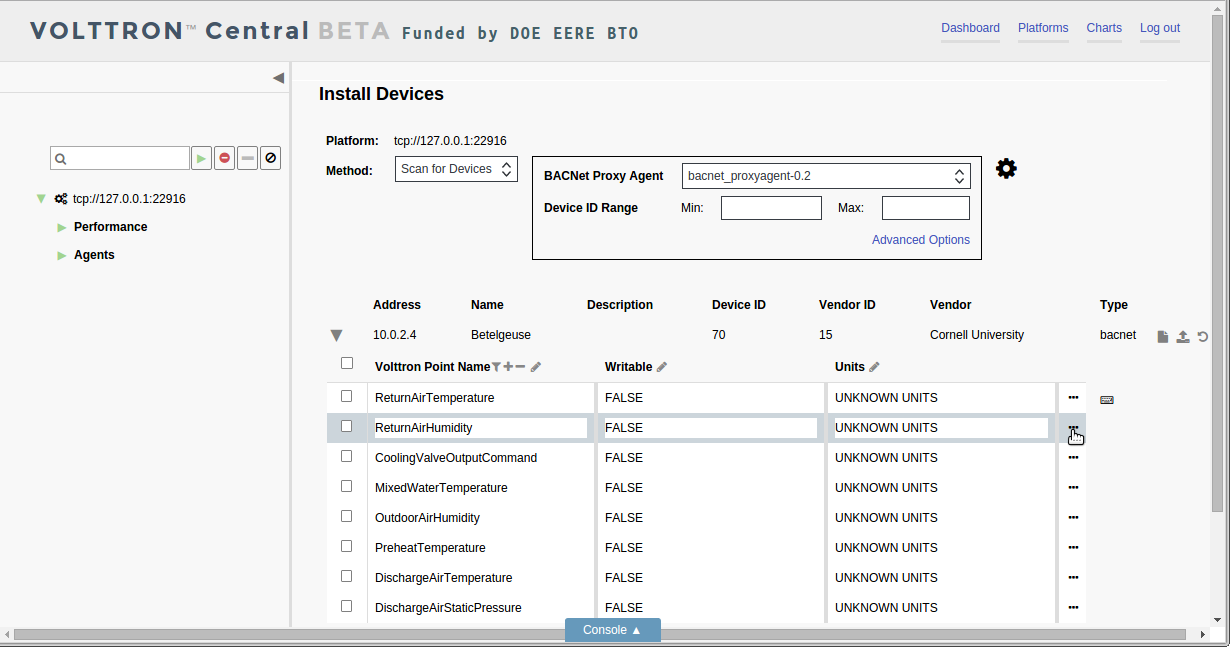 VOLTTRON™ Central BETA Funded by DOE EERE BTO
Dashboard Platforms Charts Log out
Install Devices
Platform: tcp://127.0.0.1:22916
Method: Scan for Devices
BACNet Proxy Agent bacnet_proxyagent-0.2
Device ID Range Min: Max:
Advanced Options
tcp://127.0.0.1:22916
Performance
Agents
Address Name Description Device ID Vendor ID Vendor Type
10.0.2.4 Betelgeuse 70 15 Cornell University bacnet
Volttron Point Name Writable Units
ReturnAirTemperature FALSE UNKNOWN UNITS
ReturnAirHumidity FALSE UNKNOWN UNITS
CoolingValveOutputCommand FALSE UNKNOWN UNITS
MixedWaterTemperature FALSE UNKNOWN UNITS
OutdoorAirHumidity FALSE UNKNOWN UNITS
PreheatTemperature FALSE UNKNOWN UNITS
DischargeAirTemperature FALSE UNKNOWN UNITS
DischargeAirStaticPressure FALSE UNKNOWN UNITS
Console ▲